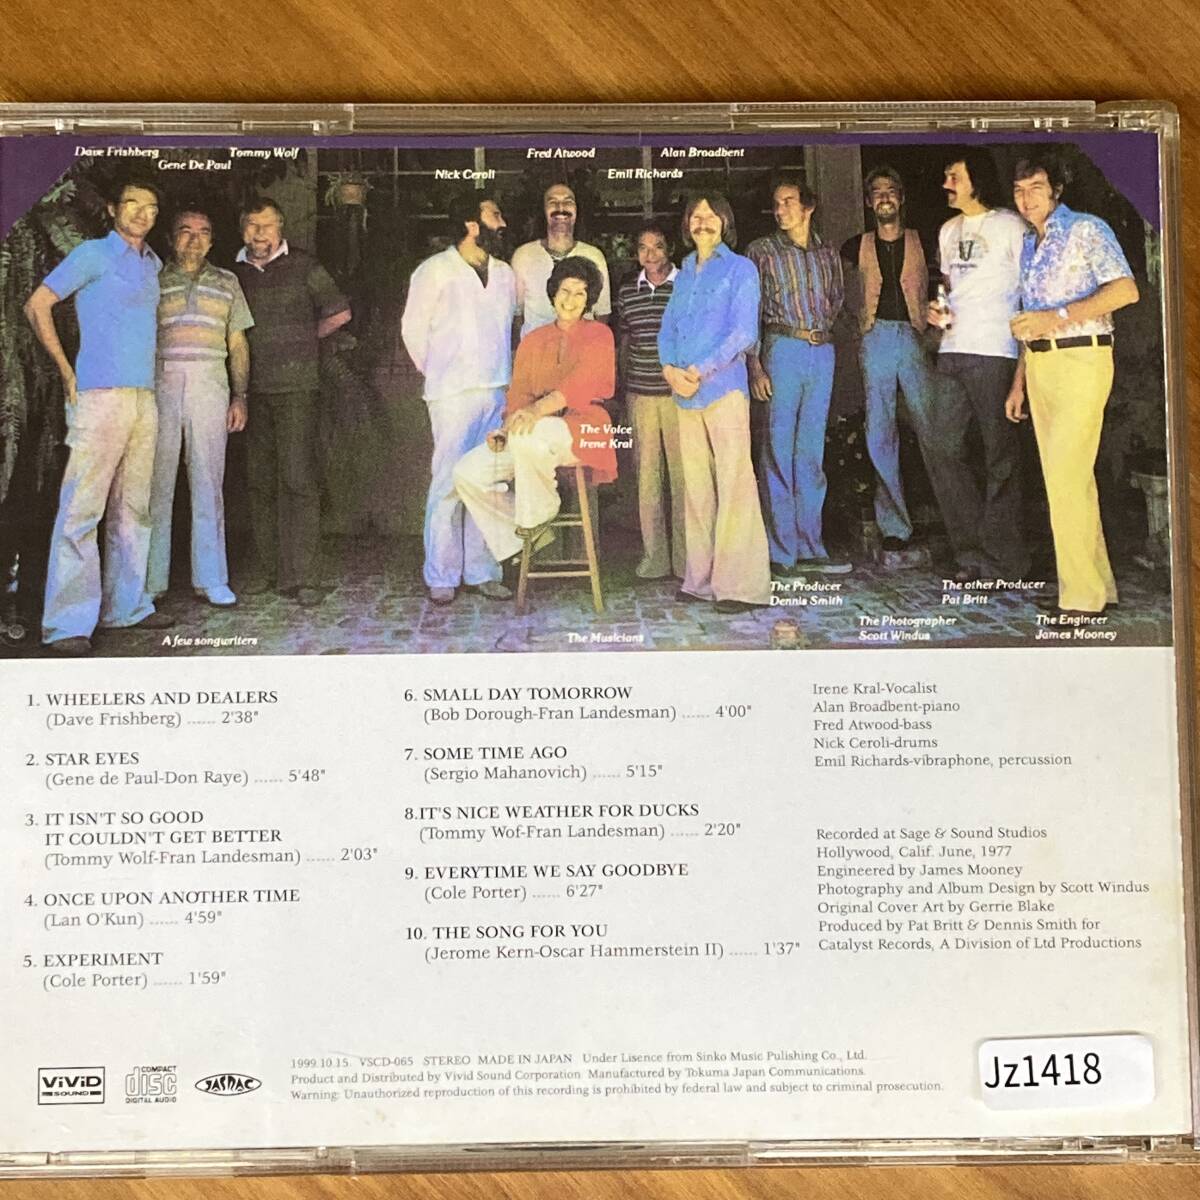 Dave Frishberg
Gene De Paul
Tommy Wolf
Nick Ceroli
Fred Atwood
Emil Richards
Alan Broadbent
The Voice
Irene Kral
A few songwriters
The Musicians
The Producer
Dennis Smith
The Photographer
Scott Windus
The other Producer
Pat Britt
The Engineer
James Mooney
1. WHEELERS AND DEALERS
(Dave Frishberg) ...... 2'38"
2. STAR EYES
(Gene de Paul-Don Raye) ...... 5'48"
3. IT ISN'T SO GOOD
IT COULDN'T GET BETTER
(Tommy Wolf-Fran Landesman) ...... 2'03"
4. ONCE UPON ANOTHER TIME
(Lan O'Kun) ...... 4'59"
5. EXPERIMENT
(Cole Porter) ...... 1'59"
6. SMALL DAY TOMORROW
(Bob Dorough-Fran Landesman) ...... 4'00"
7. SOME TIME AGO
(Sergio Mahanovich) ...... 5'15"
8.IT'S NICE WEATHER FOR DUCKS
(Tommy Wof-Fran Landesman) ...... 2'20"
9. EVERYTIME WE SAY GOODBYE
(Cole Porter) ...... 6'27"
10. THE SONG FOR YOU
(Jerome Kern-Oscar Hammerstein II) ...... 1'37"
Irene Kral-Vocalist
Alan Broadbent-piano
Fred Atwood-bass
Nick Ceroli-drums
Emil Richards-vibraphone, percussion
Recorded at Sage & Sound Studios
Hollywood, Calif. June, 1977
Engineered by James Mooney
Photography and Album Design by Scott Windus
Original Cover Art by Gerrie Blake
Produced by Pat Britt & Dennis Smith for
Catalyst Records, A Division of Ltd Productions
ViViD
SOUND
COMPACT
disc
DIGITAL AUDIO
JASRAC
1999.10.15. VSCD-065 STEREO MADE IN JAPAN Under Lisence from Sinko Music Pulishing Co., Ltd.
Product and Distributed by Vivid Sound Corporation Manufactured by Tokuma Japan Communications.
Warning: Unauthorized reproduction of this recording is prohibited by federal law and subject to criminal prosecution.
Jz1418